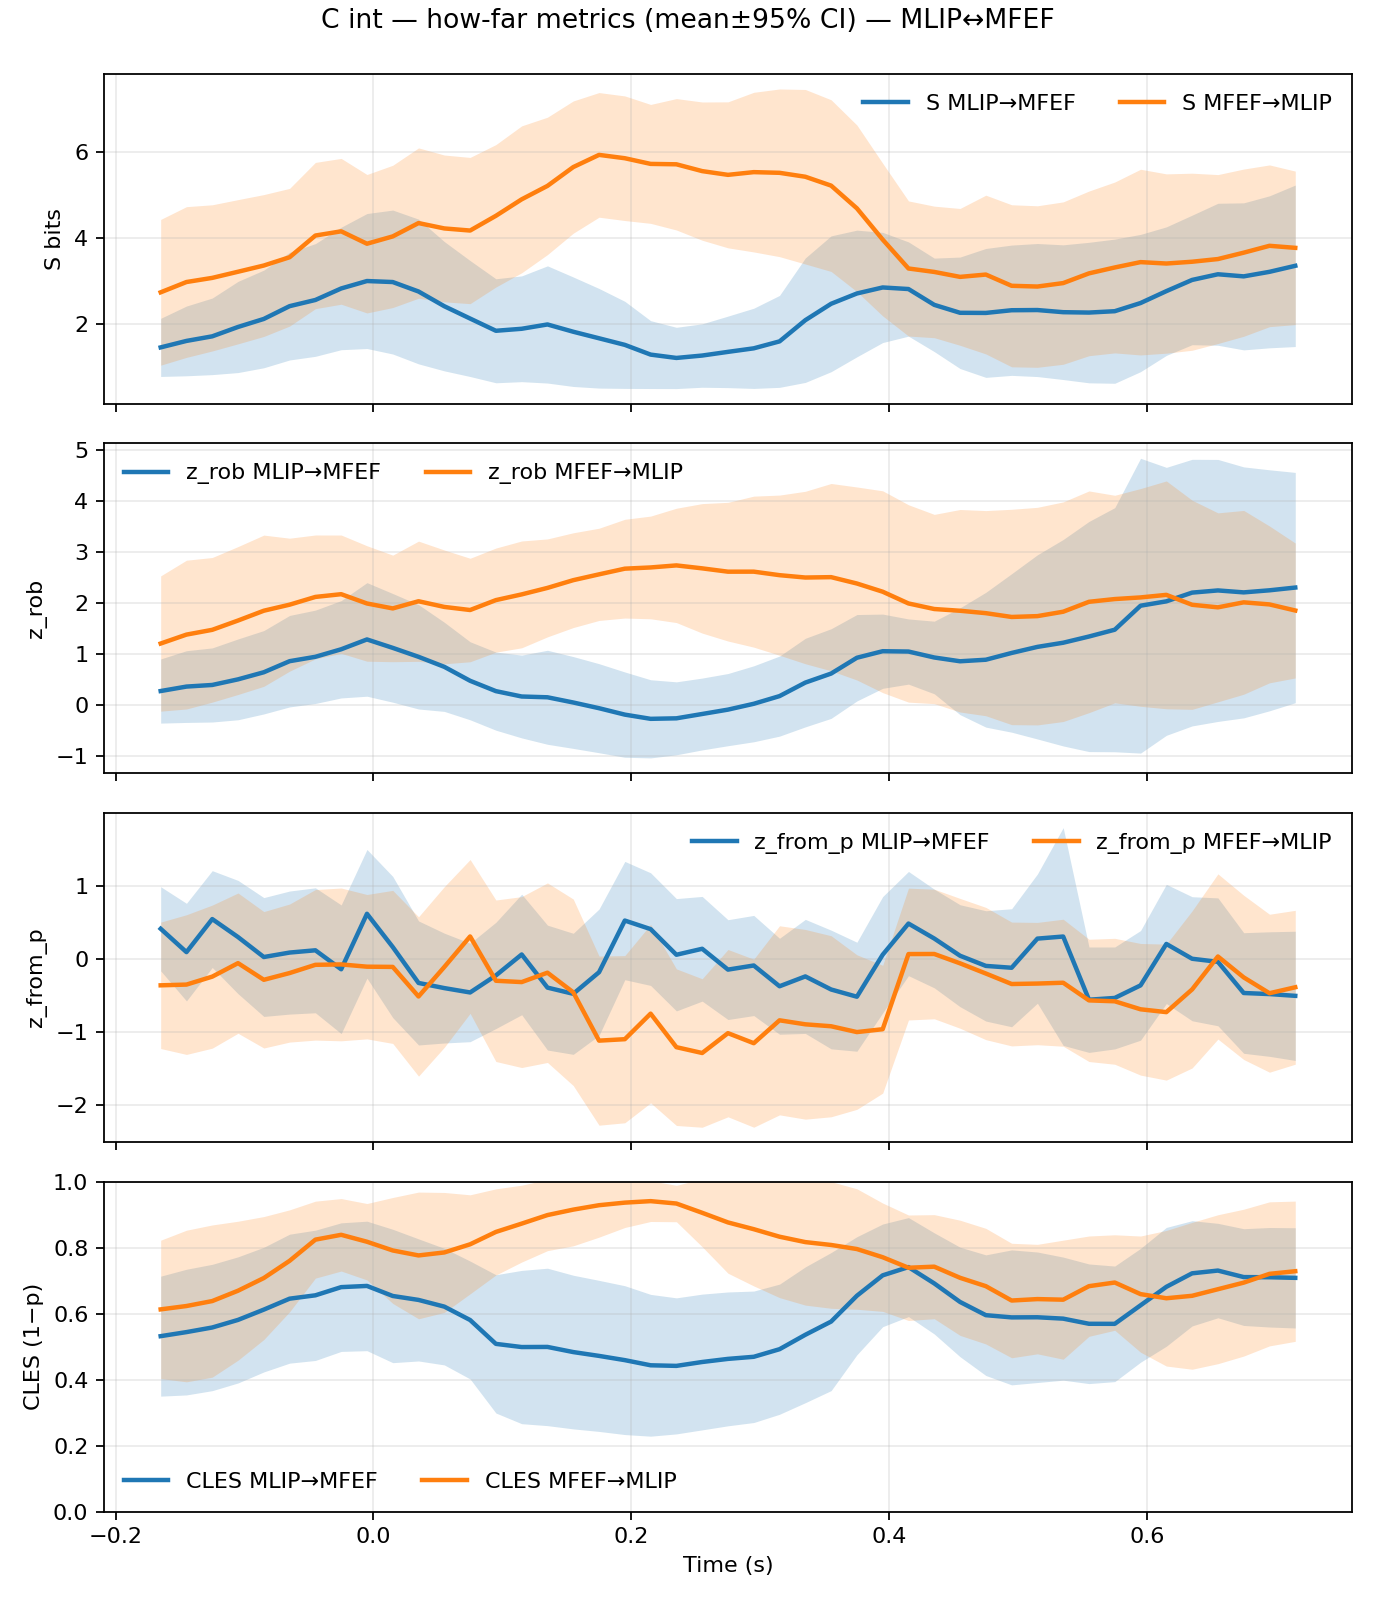 C int — how-far metrics (mean±95% CI) — MLIP↔MFEF
S MLIP→MFEF S MFEF→MLIP
6
4
2
S bits
z_rob MLIP→MFEF z_rob MFEF→MLIP
5
4
3
2
1
0
−1
z_rob
z_from_p MLIP→MFEF z_from_p MFEF→MLIP
1
0
−1
−2
z_from_p
1.0
0.8
0.6
0.4
0.2
0.0
CLES (1−p)
CLES MLIP→MFEF CLES MFEF→MLIP
−0.2 0.0 0.2 0.4 0.6
Time (s)